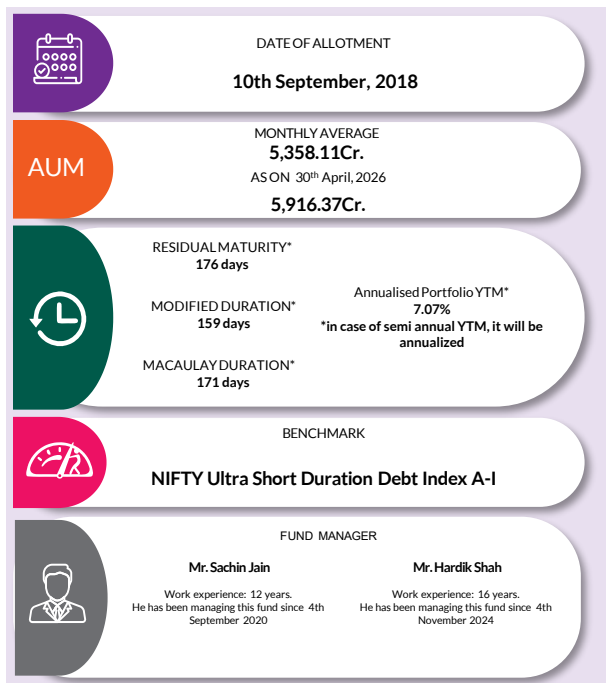 DATE OF ALLOTMENT
10th September, 2018
AUM
MONTHLY AVERAGE
5,358.11Cr.
AS ON 30th April, 2026
5,916.37Cr.
RESIDUAL MATURITY*
176 days
MODIFIED DURATION*
159 days
MACAULAY DURATION*
171 days
Annualised Portfolio YTM*
7.07%
*in case of semi annual YTM, it will be
annualized
BENCHMARK
NIFTY Ultra Short Duration Debt Index A-I
FUND MANAGER
Mr. Sachin Jain
Work experience: 12 years.
He has been managing this fund since 4th
September 2020
Mr. Hardik Shah
Work experience: 16 years.
He has been managing this fund since 4th
November 2024